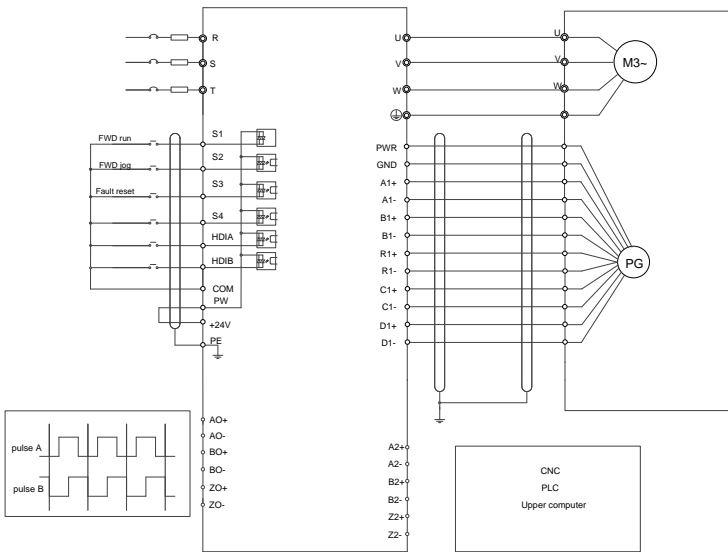 R
S
T
U
V
W
U
V
W
M3~
FWD run
S1
FWD jog
S2
Fault reset
S3
S4
HDIA
HDIB
COM
PW
+24V
PE
PWR
GND
A1+
A1-
B1+
B1-
R1+
R1-
C1+
C1-
D1+
D1-
PG
pulse A
pulse B
AO+
AO-
BO+
BO-
ZO+
ZO-
A2+
A2-
B2+
B2-
Z2+
Z2-
CNC
PLC
Upper computer